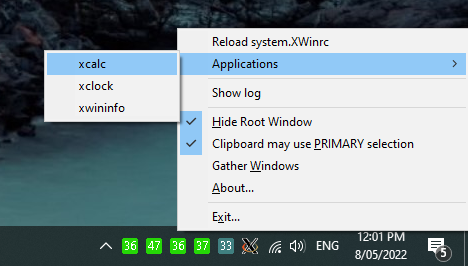 Reload system.XWinrc
Applications
xcalc
xclock
xwininfo
Show log
Hide Root Window
Clipboard may use PRIMARY selection
Gather Windows
About...
Exit...
36 47 36 37 33 ENG 12:01 PM
8/05/2022 5